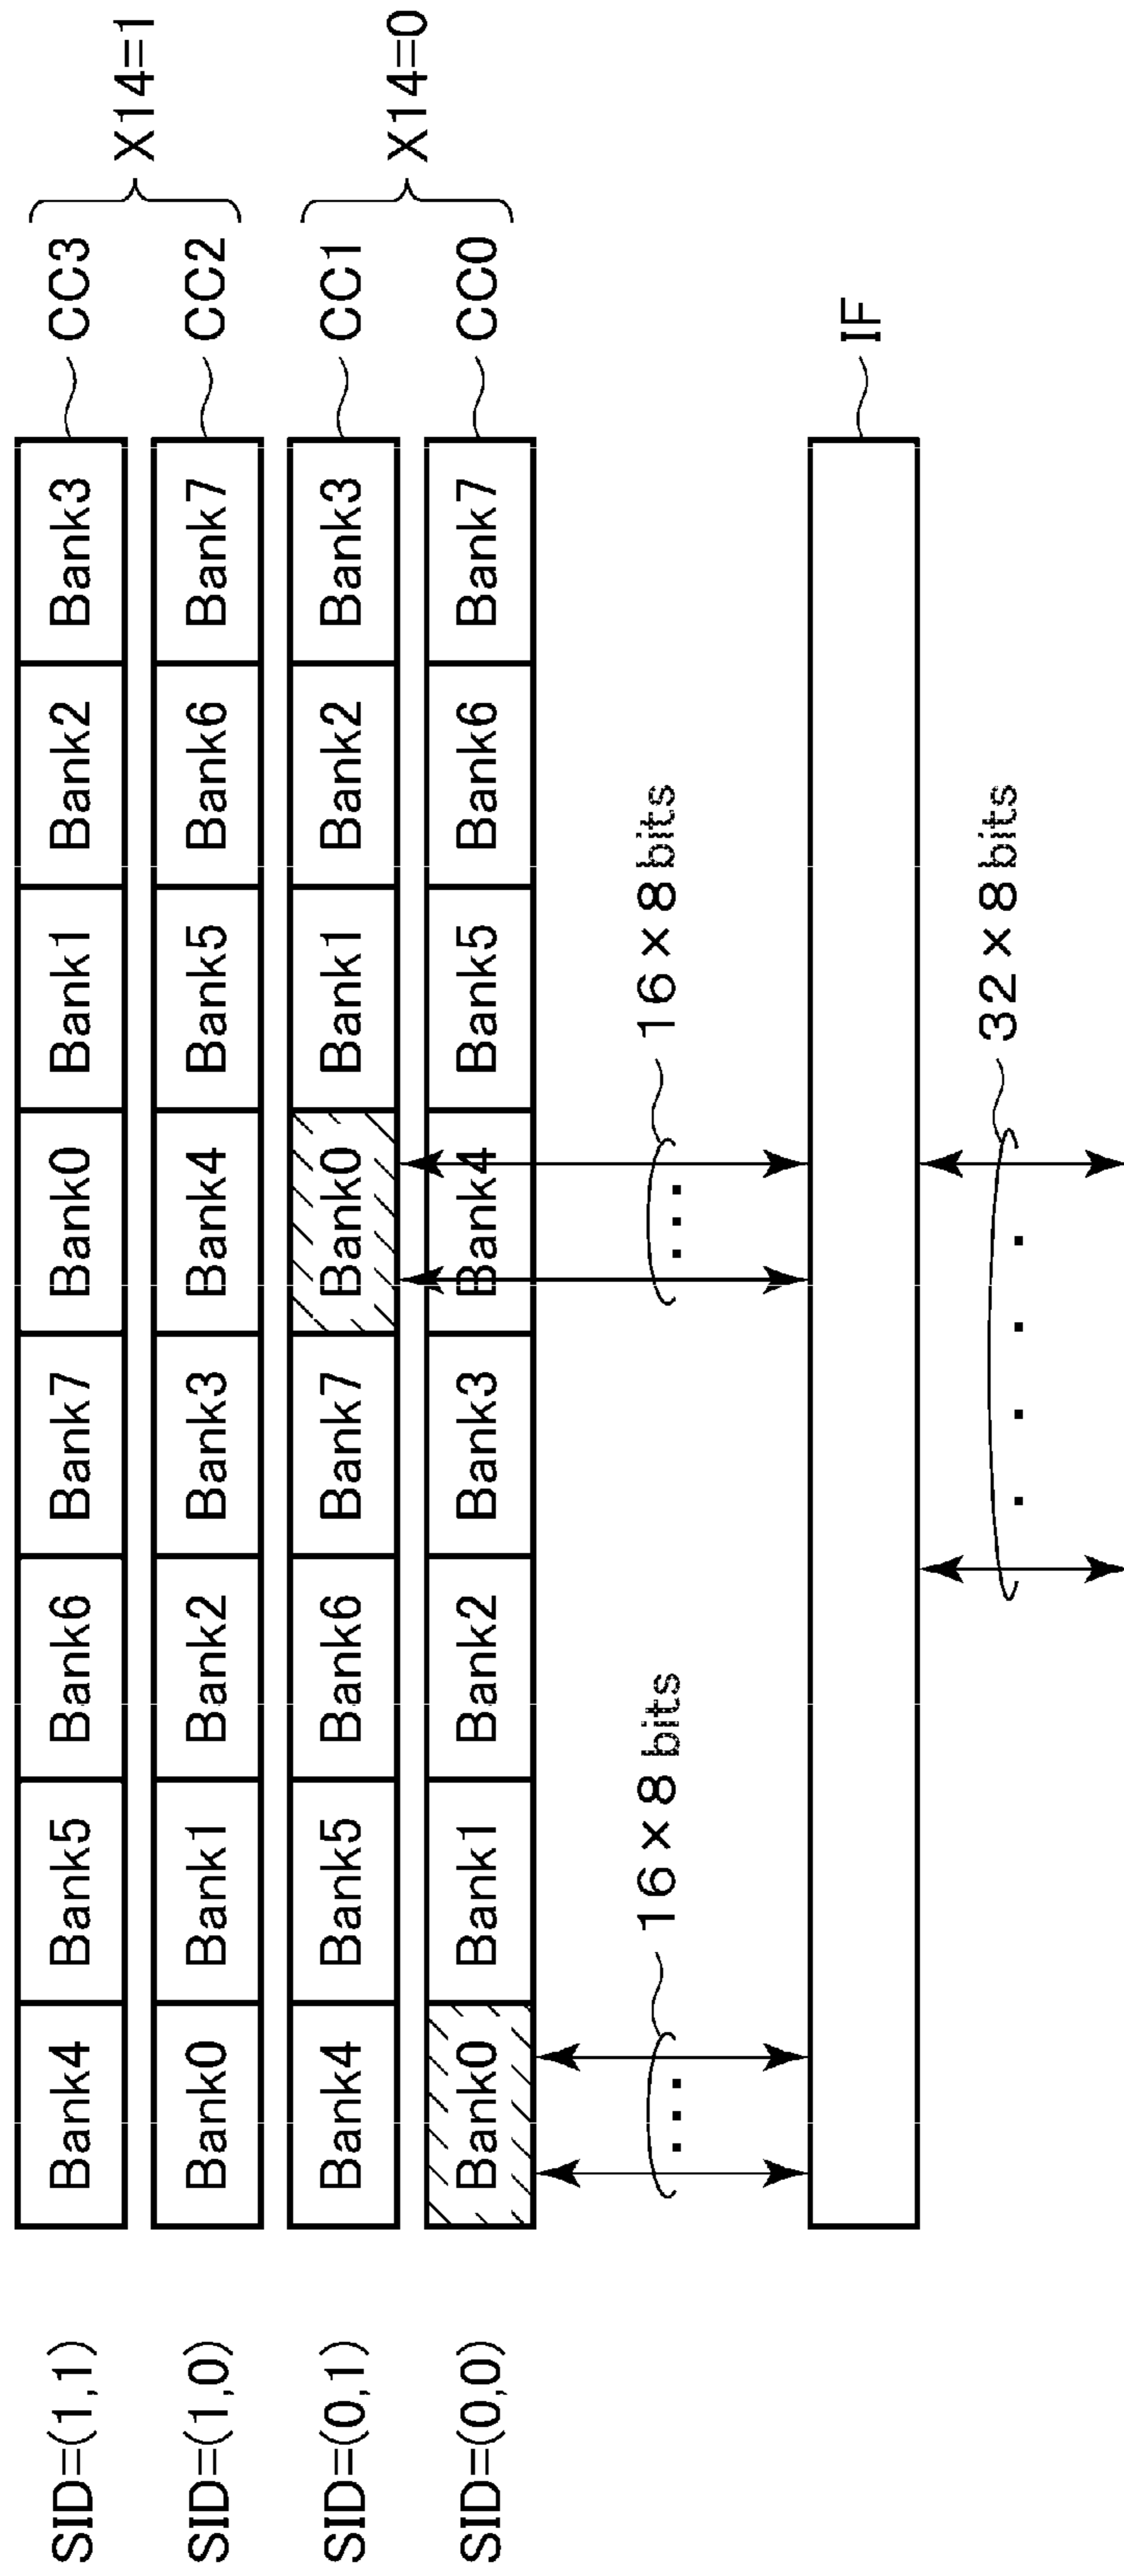 SID=(1,1) Bank4 Bank5 Bank6 Bank7 Bank0 Bank1 Bank2 Bank3 CC3
X14=1
SID=(1,0) Bank0 Bank1 Bank2 Bank3 Bank4 Bank5 Bank6 Bank7 CC2
SID=(0,1) Bank4 Bank5 Bank6 Bank7 Bank0 Bank1 Bank2 Bank3 CC1
X14=0
SID=(0,0) Bank0 Bank1 Bank2 Bank3 Bank4 Bank5 Bank6 Bank7 CC0
16×8 bits 16×8 bits
IF
32×8 bits